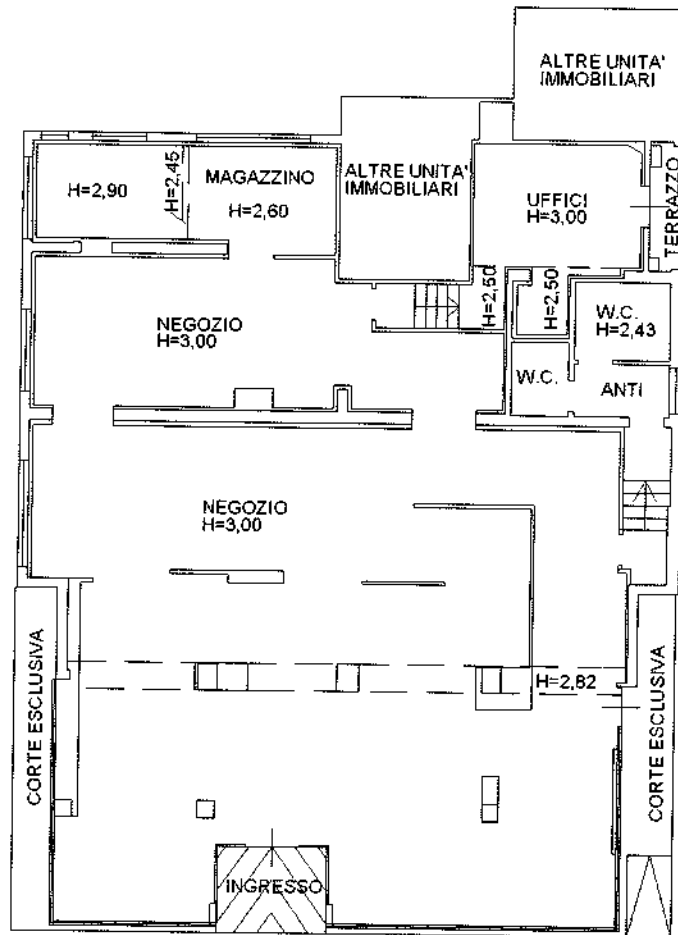 ALTRE UNITA'
IMMOBILIARI
H=2,90
H=2,45
MAGAZZINO
H=2,60
ALTRE UNITA'
IMMOBILIARI
UFFICI
H=3,00
TERRAZZO
NEGOZIO
H=3,00
H=2,50
H=2,50
W.C.
H=2,43
W.C.
ANTI
NEGOZIO
H=3,00
H=2,82
CORTE ESCLUSIVA
CORTE ESCLUSIVA
INGRESSO